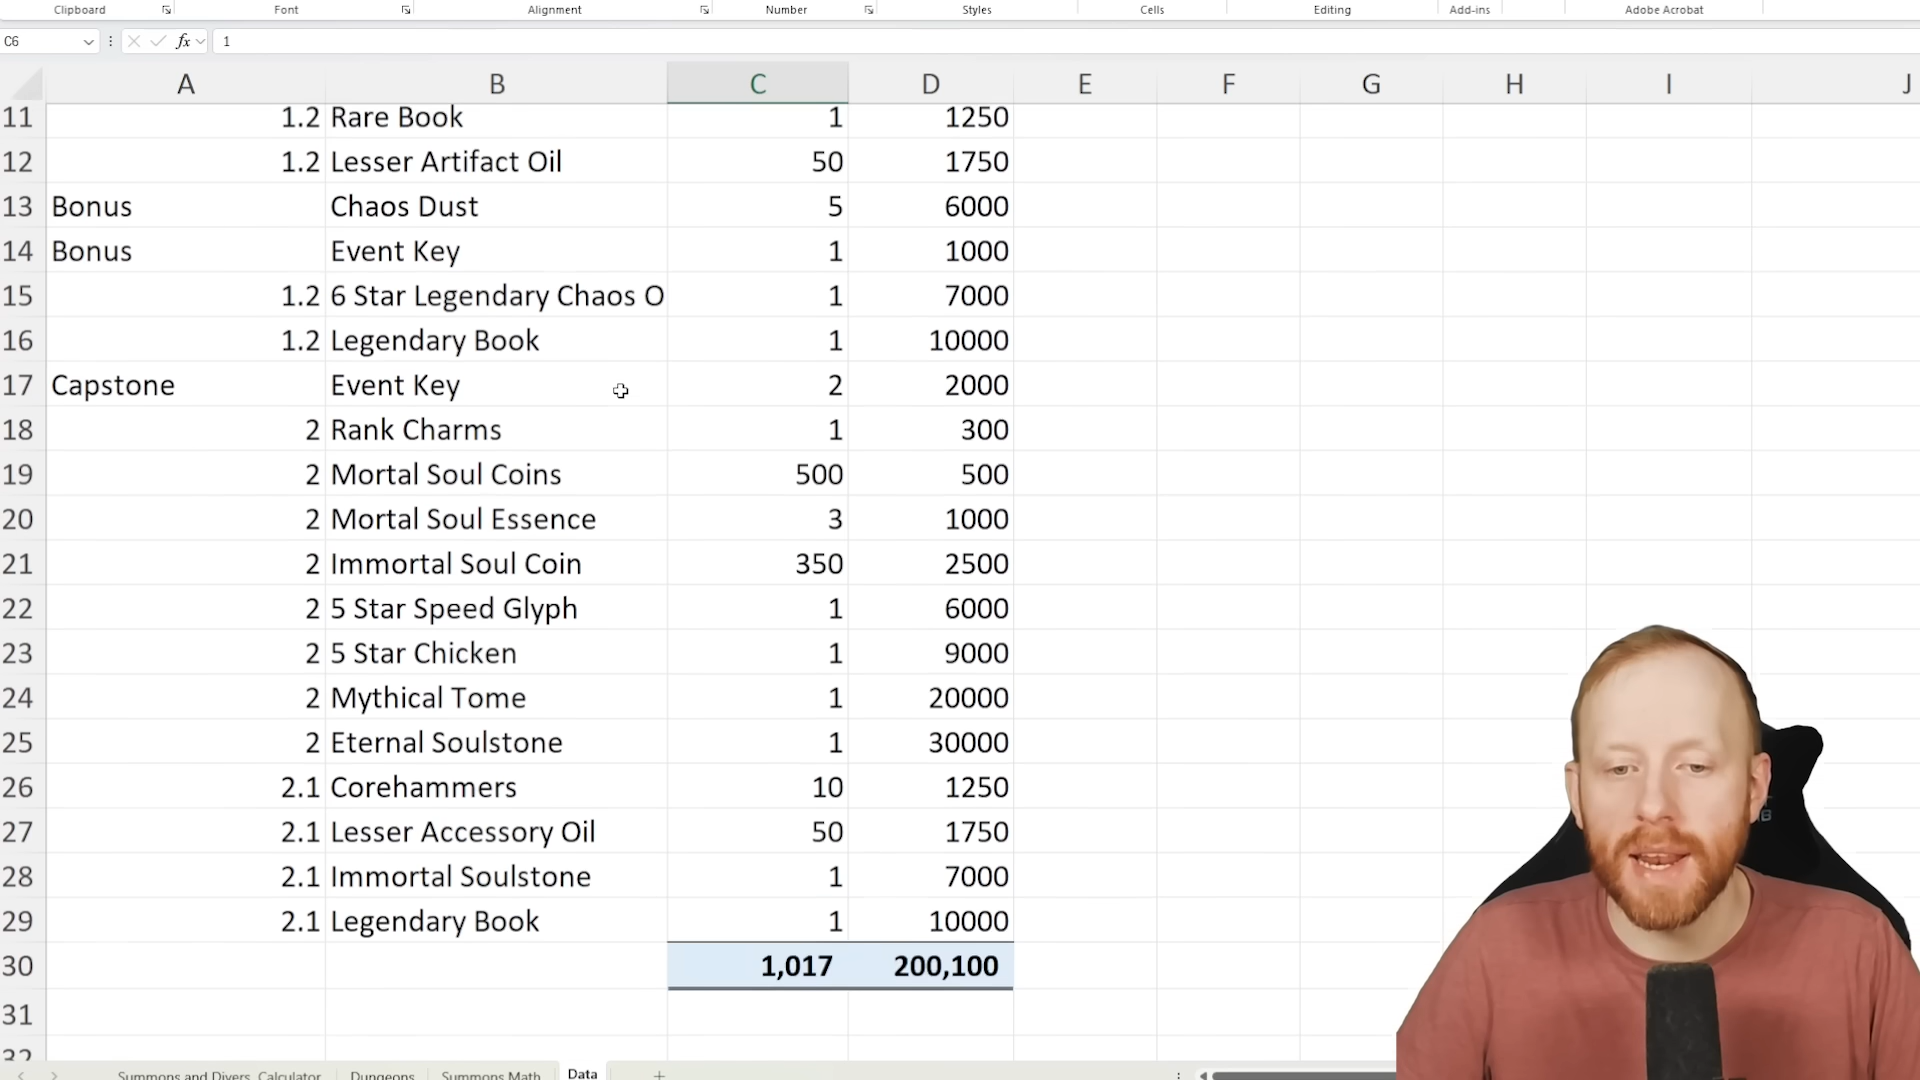 Clipboard Font Alignment Number Styles Cells Editing Add-ins Adobe Acrobat
C6 fx 1
A B C D E F G H I J
11 1.2 Rare Book 1 1250
12 1.2 Lesser Artifact Oil 50 1750
13 Bonus Chaos Dust 5 6000
14 Bonus Event Key 1 1000
15 1.2 6 Star Legendary Chaos O 1 7000
16 1.2 Legendary Book 1 10000
17 Capstone Event Key 2 2000
18 2 Rank Charms 1 300
19 2 Mortal Soul Coins 500 500
20 2 Mortal Soul Essence 3 1000
21 2 Immortal Soul Coin 350 2500
22 2 5 Star Speed Glyph 1 6000
23 2 5 Star Chicken 1 9000
24 2 Mythical Tome 1 20000
25 2 Eternal Soulstone 1 30000
26 2.1 Corehammers 10 1250
27 2.1 Lesser Accessory Oil 50 1750
28 2.1 Immortal Soulstone 1 7000
29 2.1 Legendary Book 1 10000
30 1,017 200,100
31
32
Summons and Divers. Calculator Dungeons Summons Math Data +